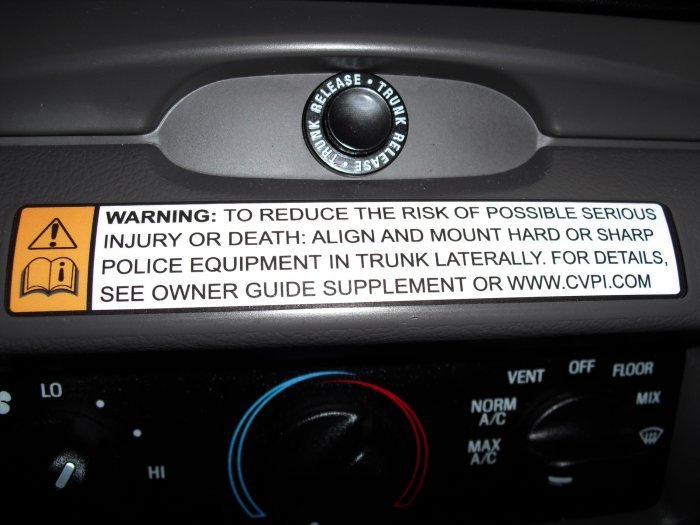 TRUNK RELEASE • TRUNK RELEASE •
WARNING: TO REDUCE THE RISK OF POSSIBLE SERIOUS
INJURY OR DEATH: ALIGN AND MOUNT HARD OR SHARP
POLICE EQUIPMENT IN TRUNK LATERALLY. FOR DETAILS,
SEE OWNER GUIDE SUPPLEMENT OR WWW.CVPI.COM
LO
HI
VENT
OFF
FLOOR
NORM
A/C
MIX
MAX
A/C